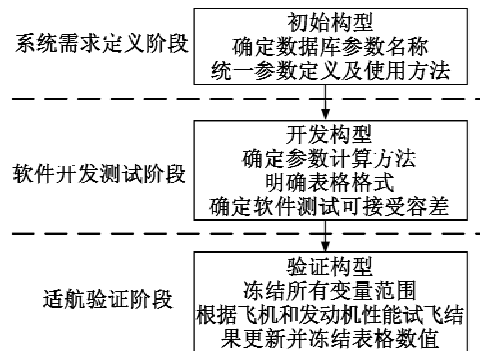 系统需求定义阶段
初始构型
确定数据库参数名称
统一参数定义及使用方法
软件开发测试阶段
开发构型
确定参数计算方法
明确表格格式
确定软件测试可接受容差
适航验证阶段
验证构型
冻结所有变量范围
根据飞机和发动机性能试飞结
果更新并冻结表格数值